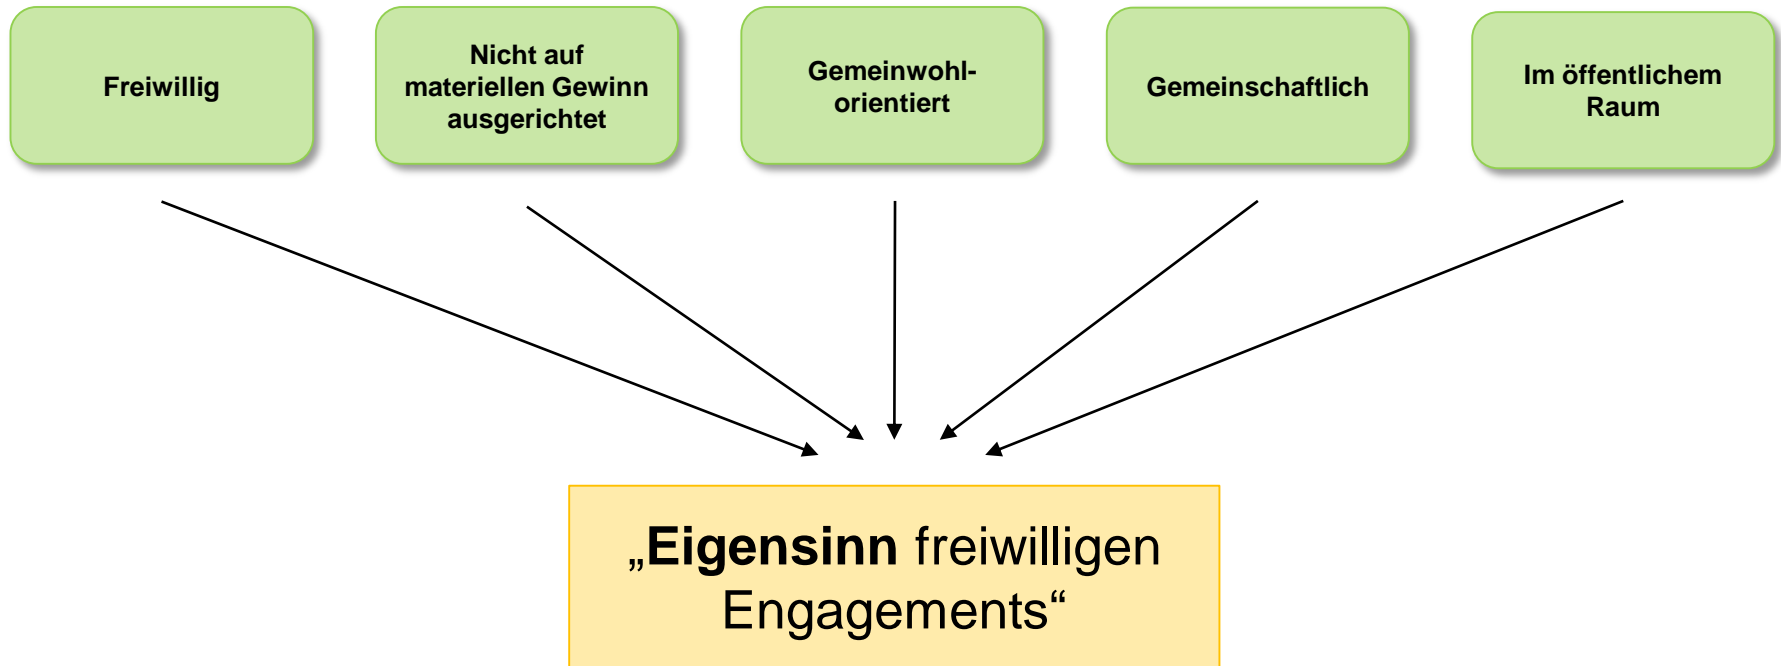 Freiwillig
Nicht auf
materiellen Gewinn
ausgerichtet
Gemeinwohl-
orientiert
Gemeinschaftlich
Im öffentlichem
Raum
„Eigensinn freiwilligen
Engagements“